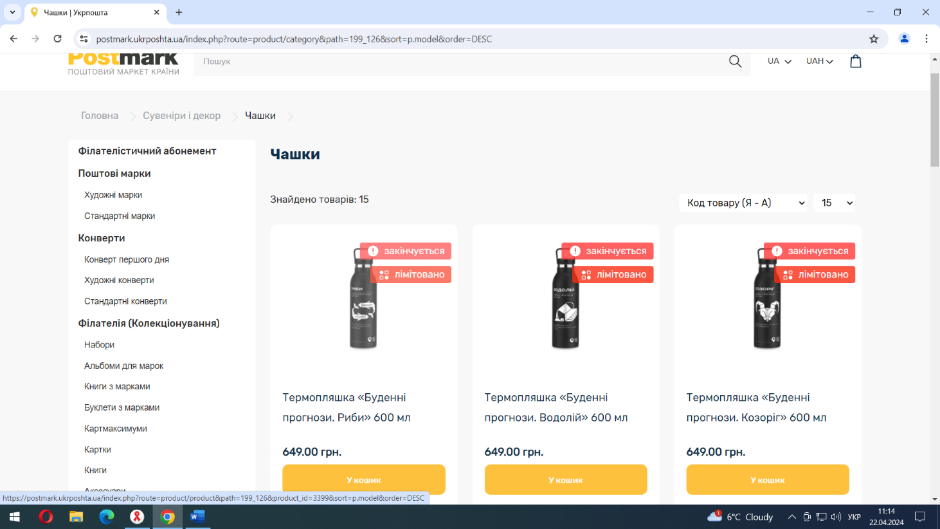 Чашки | Укрпошта
postmark.ukrposhta.ua/index.php?route=product/category&path=199_126&sort=p.model&order=DESC
Postmark
ПОШТОВИЙ МАРКЕТ КРАЇНИ
Пошук
UA
UAH
Головна
Сувеніри і декор
Чашки
Філателістичний абонемент
Поштові марки
Художні марки
Стандартні марки
Конверти
Конверт першого дня
Художні конверти
Стандартні конверти
Філателія (Колекціонування)
Набори
Альбоми для марок
Книги з марками
Буклети з марками
Картмаксимуми
Картки
Книги
Аксесуари
Чашки
Знайдено товарів: 15
Код товару (Я - А)
15
закінчується
лімітовано
Термопляшка «Буденні
прогнози. Риби» 600 мл
649.00 грн.
У кошик
закінчується
лімітовано
водолій
Термопляшка «Буденні
прогнози. Водолій» 600 мл
649.00 грн.
У кошик
закінчується
лімітовано
козоріг
Термопляшка «Буденні
прогнози. Козоріг» 600 мл
649.00 грн.
У кошик
https://postmark.ukrposhta.ua/index.php?route=product/product&path=199_126&product_id=3399&sort=p.model&order=DESC
6°C Cloudy
УКР
11:14
22.04.2024